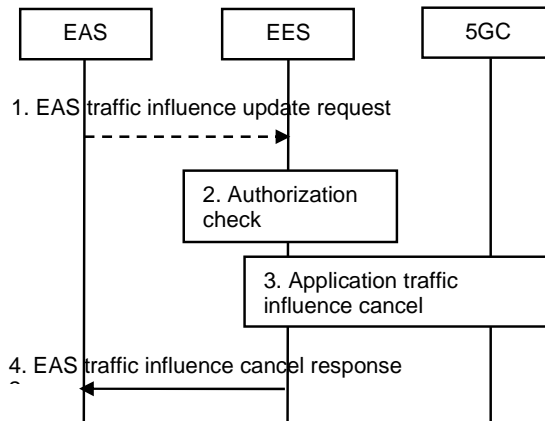 EAS EES 5GC
1. EAS traffic influence update request
2. Authorization
check
3. Application traffic
influence cancel
4. EAS traffic influence cancel response